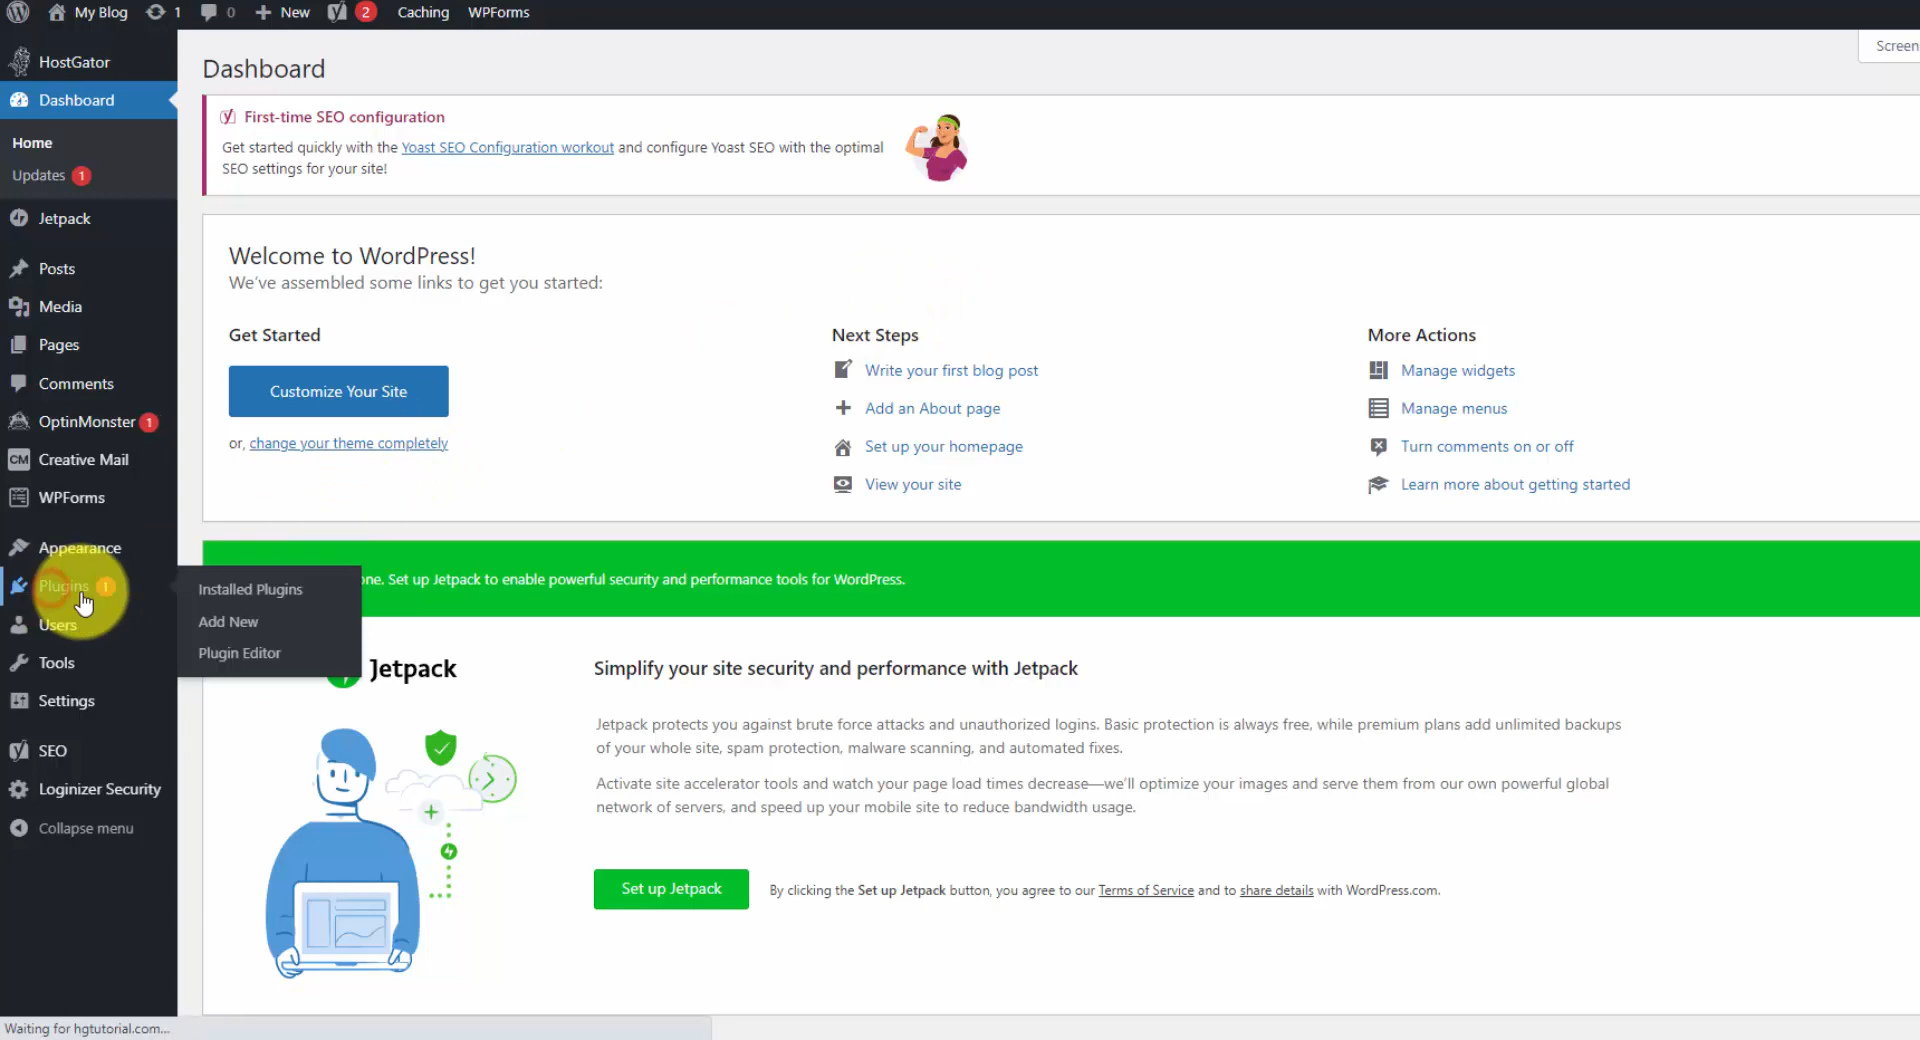 My Blog 1 0 New 2 Caching WPForms
Screen
HostGator
Dashboard
Home
Updates 1
Jetpack
Posts
Media
Pages
Comments
OptinMonster 1
CM Creative Mail
WPForms
Appearance
Plugins 1
Users
Tools
Settings
SEO
Loginizer Security
Collapse menu
Installed Plugins
Add New
Plugin Editor
Dashboard
First-time SEO configuration
Get started quickly with the Yoast SEO Configuration workout and configure Yoast SEO with the optimal
SEO settings for your site!
Welcome to WordPress!
We've assembled some links to get you started:
Get Started
Customize Your Site
or, change your theme completely
Next Steps
Write your first blog post
Add an About page
Set up your homepage
View your site
More Actions
Manage widgets
Manage menus
Turn comments on or off
Learn more about getting started
one. Set up Jetpack to enable powerful security and performance tools for WordPress.
Jetpack
Simplify your site security and performance with Jetpack
Jetpack protects you against brute force attacks and unauthorized logins. Basic protection is always free, while premium plans add unlimited backups
of your whole site, spam protection, malware scanning, and automated fixes.
Activate site accelerator tools and watch your page load times decrease—we'll optimize your images and serve them from our own powerful global
network of servers, and speed up your mobile site to reduce bandwidth usage.
Set up Jetpack
By clicking the Set up Jetpack button, you agree to our Terms of Service and to share details with WordPress.com.
Waiting for hgtutorial.com...